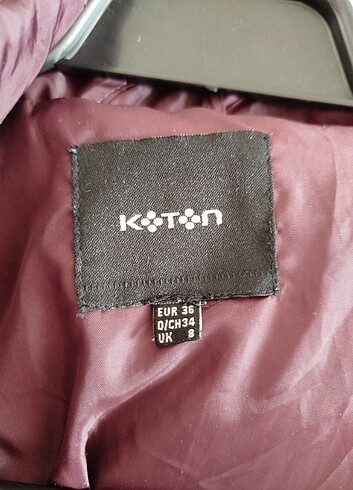 KOTON
EUR 36
D/CH34
UK 8